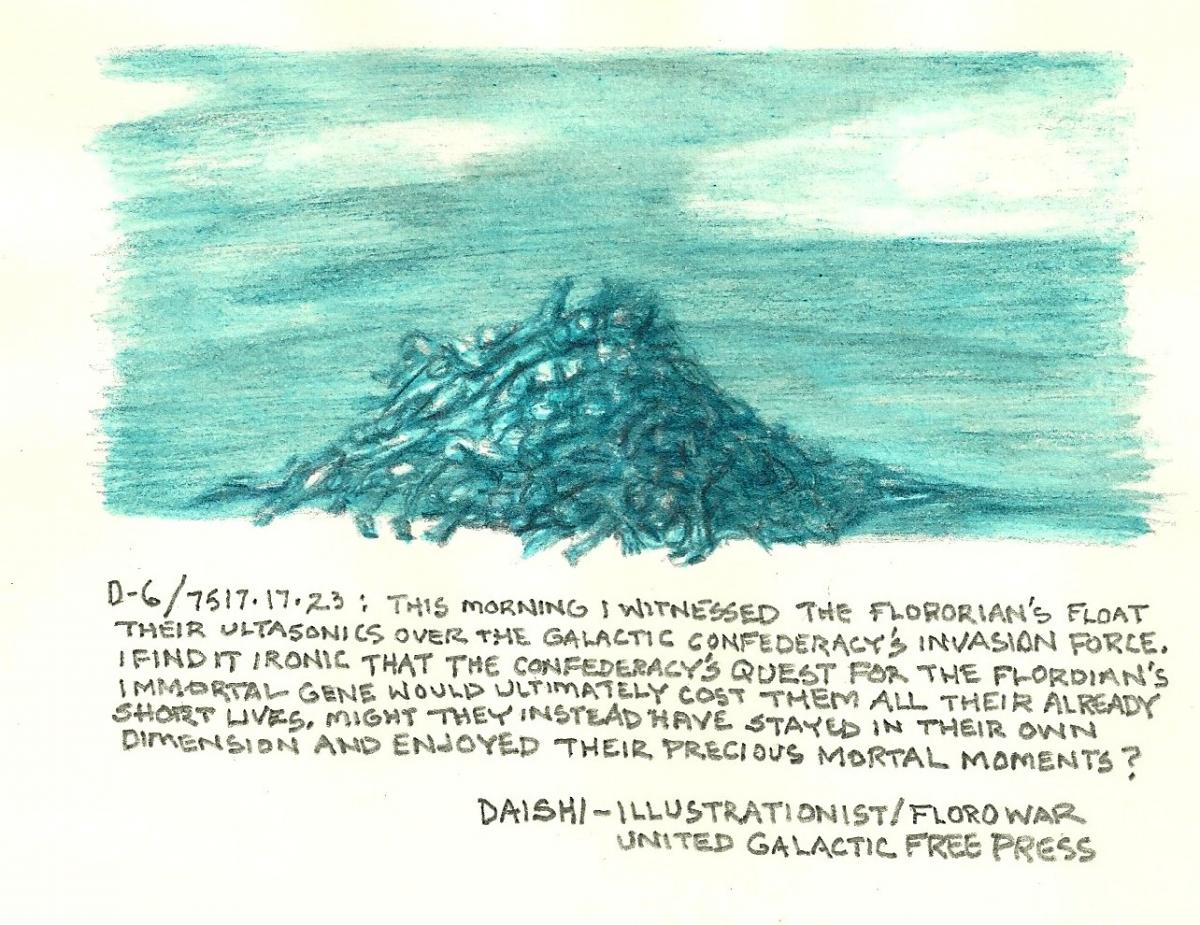 D-6/7517.17.23: THIS MORNING I WITNESSED THE FLORORIAN'S FLOAT
THEIR ULTASONICS OVER THE GALACTIC CONFEDERACY'S INVASION FORCE.
I FIND IT IRONIC THAT THE CONFEDERACY'S QUEST FOR THE FLORDIAN'S
IMMORTAL GENE WOULD ULTIMATELY COST THEM ALL THEIR ALREADY
SHORT LIVES. MIGHT THEY INSTEAD HAVE STAYED IN THEIR OWN
DIMENSION AND ENJOYED THEIR PRECIOUS MORTAL MOMENTS?
DAISHI-ILLUSTRATIONIST/FLOROWAR
UNITED GALACTIC FREE PRESS